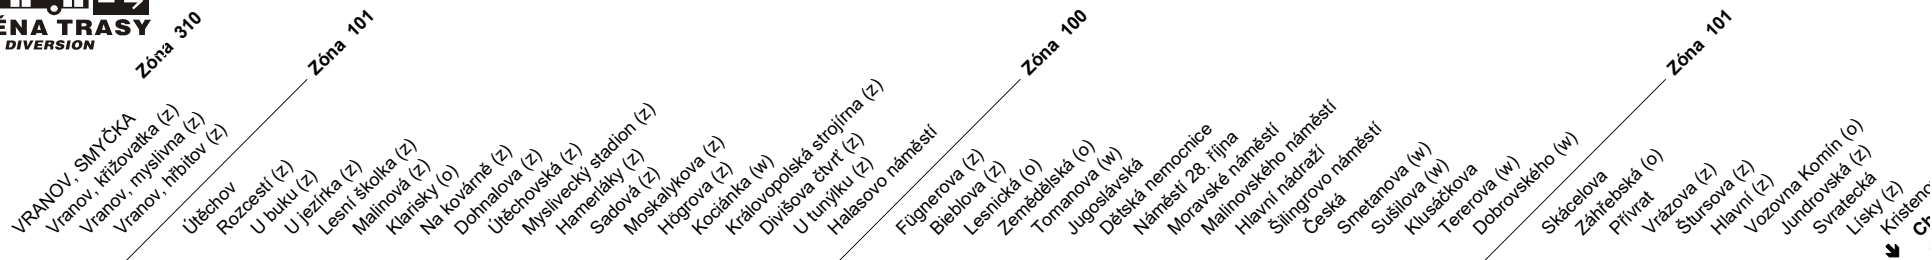 ĚNA TRASY
DIVERSION
Zóna 310
VRANOV, SMYČKA
Vranov, křižovatka (z)
Vranov, myslivna (z)
Vranov, hřbitov (z)
Zóna 101
Útěchov
Rozcestí (z)
U buku (z)
U jezírka (z)
Lesní školka (z)
Malinová (z)
Klarisky (o)
Na kovárně (z)
Dohnalova (z)
Útěchovská (z)
Myslivecký stadion (z)
Hameriáky (z)
Sadová (z)
Moskalykova (z)
Högrova (z)
Kociánka (w)
Královopolská strojírna (z)
Divišova čtvrť (z)
U tunýlku (z)
Halasovo náměstí
Zóna 100
Fügnerova (z)
Bieblova (z)
Lesnická (o)
Zemědělská (o)
Tomanova (w)
Jugoslávská
Dětská nemocnice
Náměstí 28. října
Moravské náměstí
Malinovského náměstí
Hlavní nádraží
Šilingrovo náměstí
Česká
Smetanova (w)
Sušilova (w)
Klusáčkova
Tererova (w)
Dobrovského (w)
Zóna 101
Skácelova
Záhřebská (o)
Přívrat
Vrázova (z)
Štursova (z)
Hlavní (z)
Vozovna Komín (o)
Jundrovská (z)
Svratecká
Lísky (z)